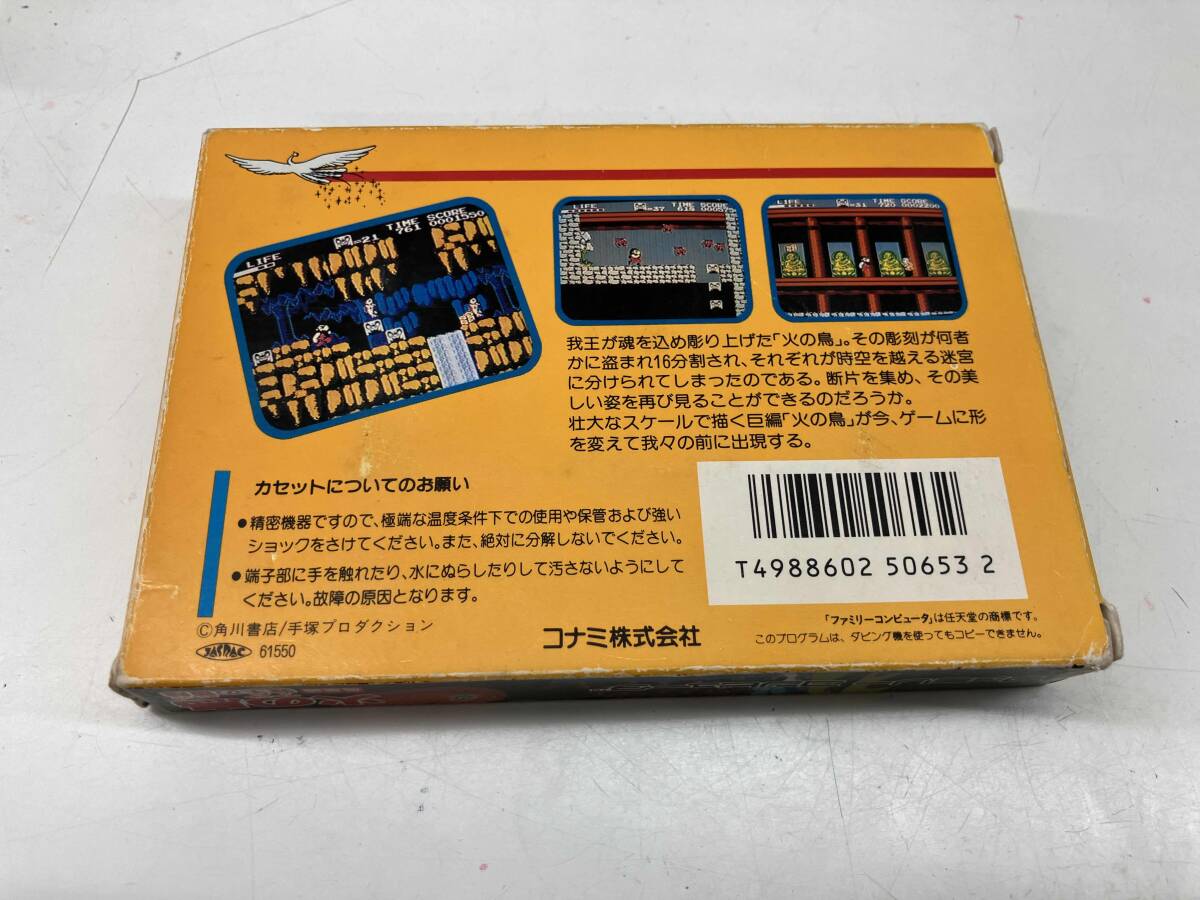 LIFE
=21
TIME SCORE
761 0001550
LIFE
=37
TIME SCORE
LIFE
=31
TIME SCORE
720 0002200
我王が魂を込め彫り上げた「火の鳥」。その彫刻が何者
かに盗まれ16分割され、それぞれが時空を越える迷宮
に分けられてしまったのである。断片を集め、その美
しい姿を再び見ることができるのだろうか。
壮大なスケールで描く巨編「火の鳥」が今、ゲームに形
を変えて我々の前に出現する。
カセットについてのお願い
●精密機器ですので、極端な温度条件下での使用や保管および強い
ショックをさけてください。また、絶対に分解しないでください。
●端子部に手を触れたり、水にぬらしたりして汚さないようにして
ください。故障の原因となります。
©角川書店/手塚プロダクション
JASRAC 61550
コナミ株式会社
T4988602 50653 2
「ファミリーコンピュータ」は任天堂の商標です。
このプログラムは、ダビング機を使ってもコピーできません。